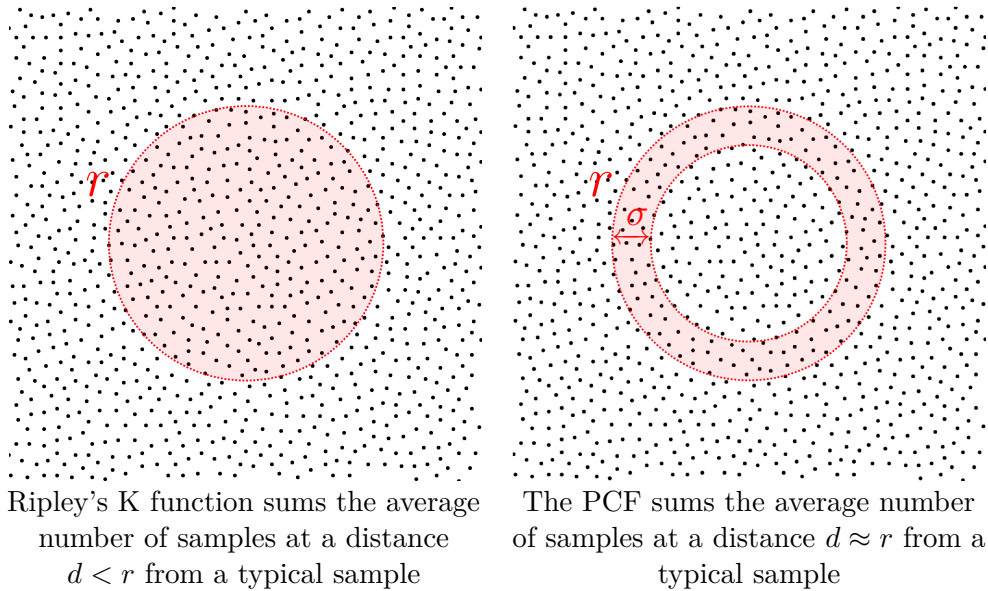 r
Ripley's K function sums the average
number of samples at a distance
d < r from a typical sample
r
σ
The PCF sums the average number
of samples at a distance d ≈ r from a
typical sample